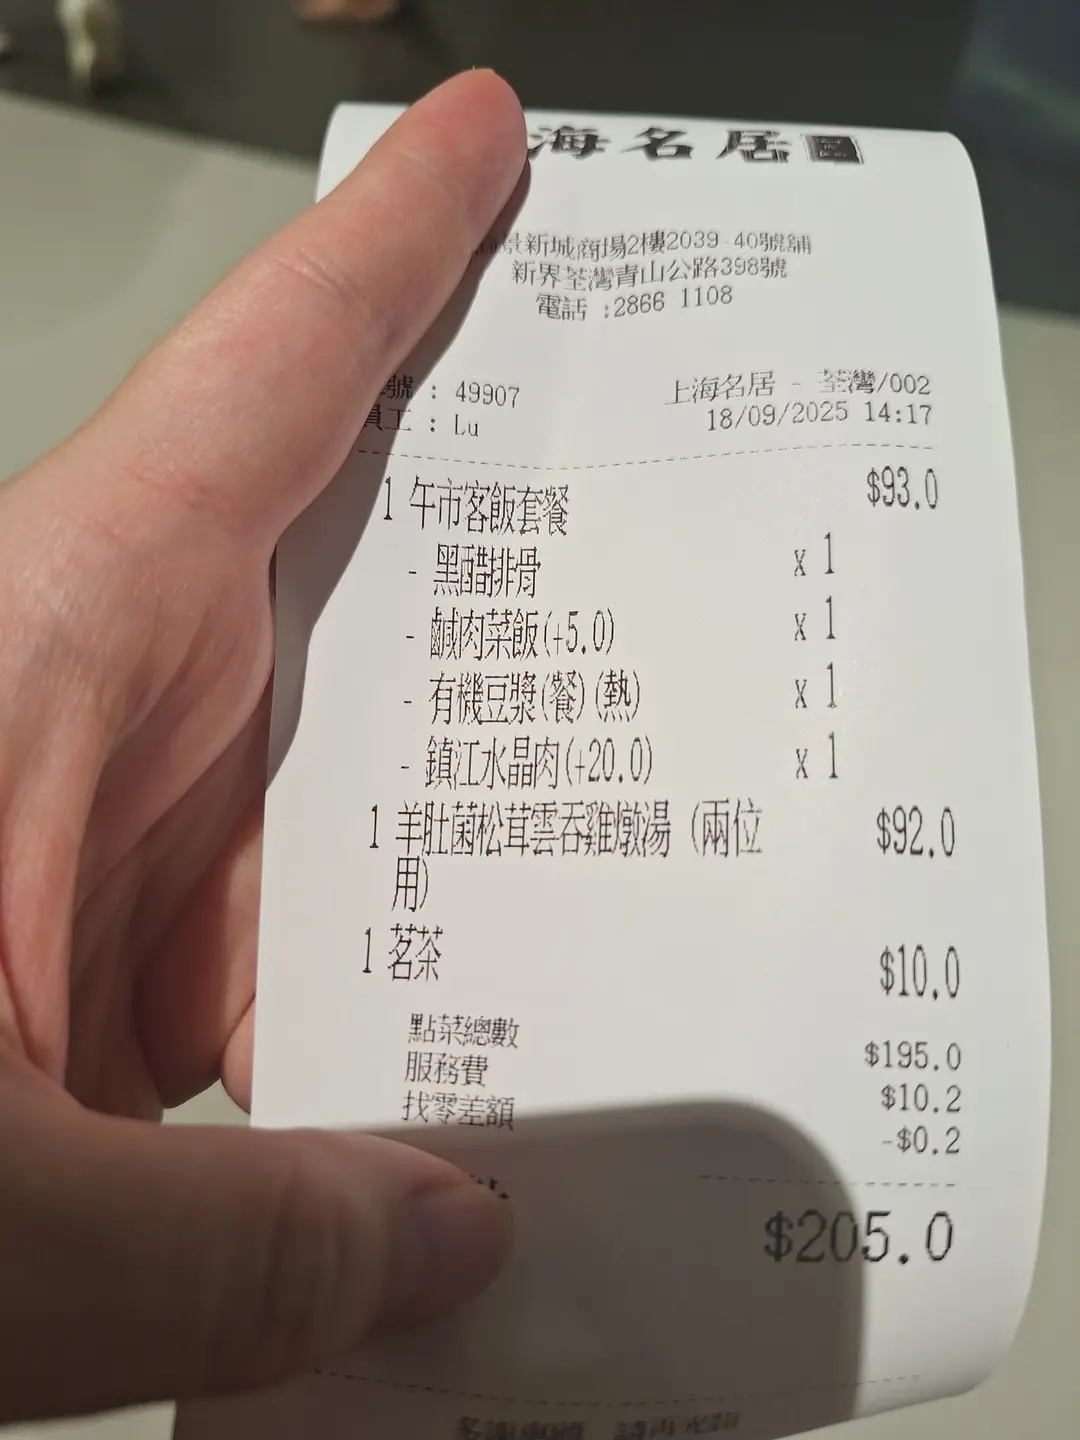 海名居
景新城商場2樓2039-40號舖
新界荃灣青山公路398號
電話 :2866 1108
號 : 49907
上海名居 - 荃灣/002
員工 : Lu
18/09/2025 14:17
1 午市客飯套餐 $93.0
- 黑醋排骨 x 1
- 鹹肉菜飯(+5.0) x 1
- 有機豆漿(餐)(熱) x 1
- 鎮江水晶肉(+20.0) x 1
1 羊肚菌松茸雲吞雞燉湯 (兩位 $92.0
用)
1 茗茶 $10.0
點菜總數 $195.0
服務費 $10.2
找零差額 -$0.2
$205.0